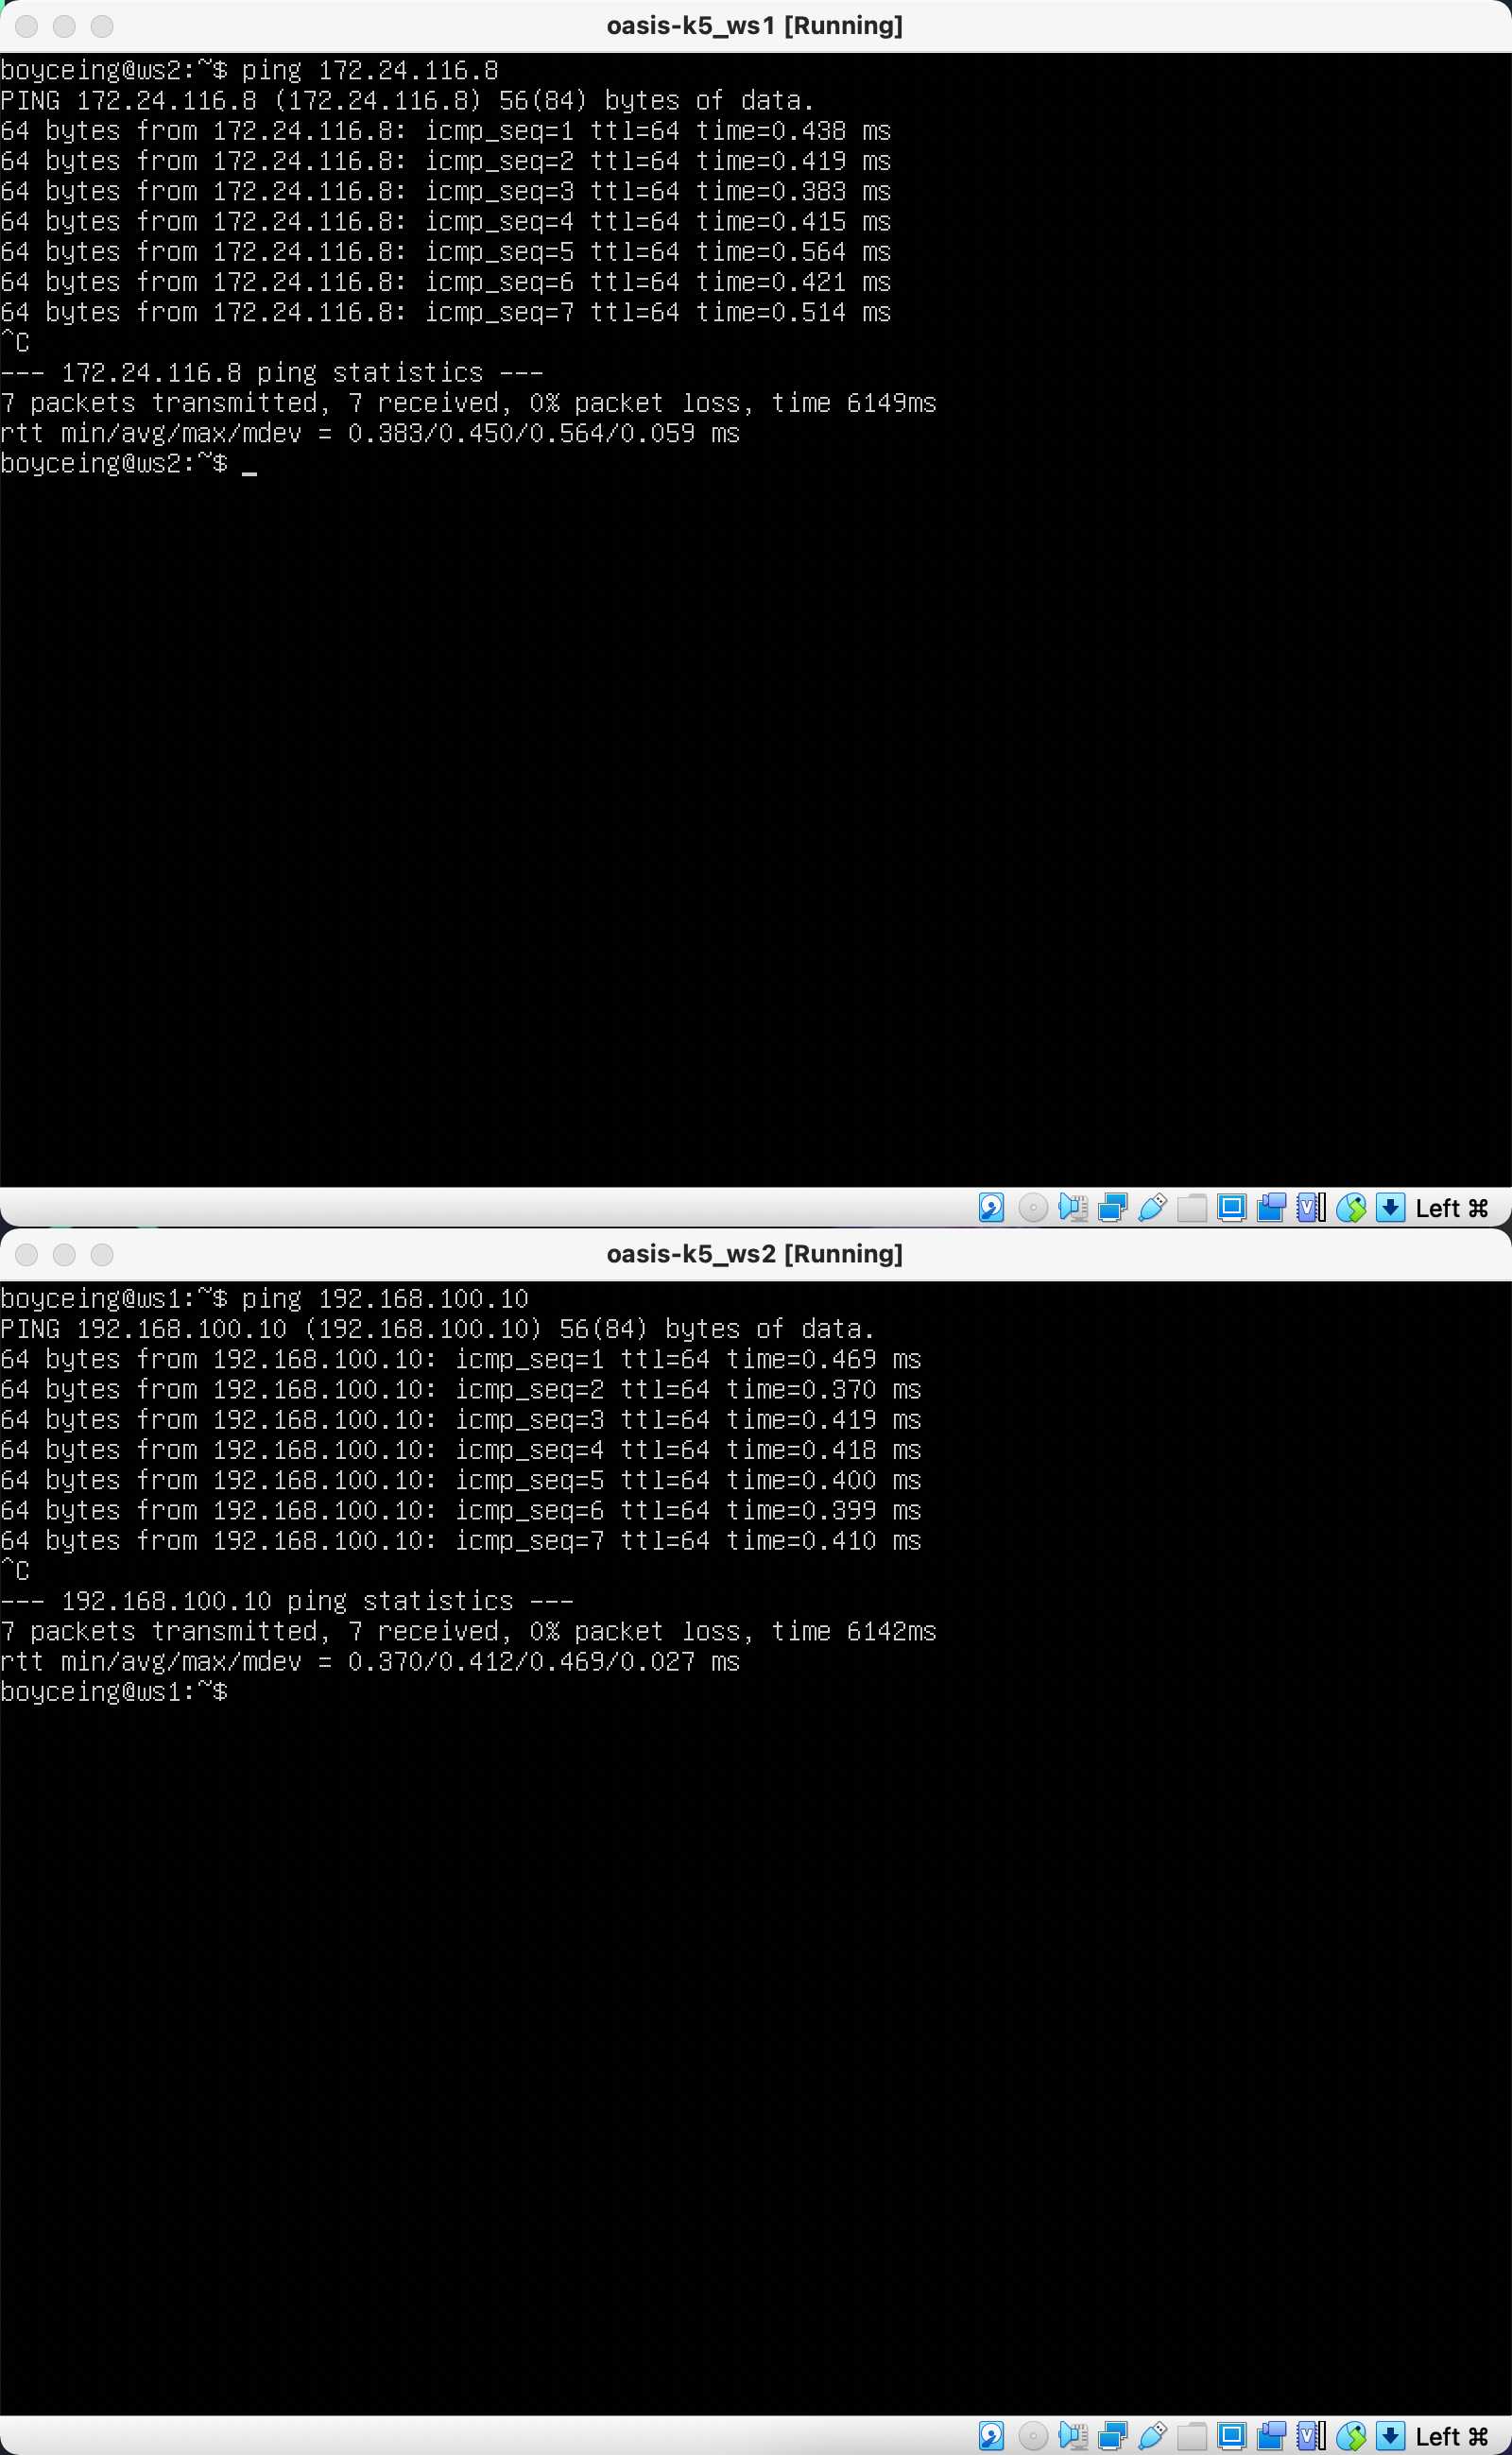 oasis-k5_ws1 [Running]
boyceing@ws2:~$ ping 172.24.116.8
PING 172.24.116.8 (172.24.116.8) 56(84) bytes of data.
64 bytes from 172.24.116.8: icmp_seq=1 ttl=64 time=0.438 ms
64 bytes from 172.24.116.8: icmp_seq=2 ttl=64 time=0.419 ms
64 bytes from 172.24.116.8: icmp_seq=3 ttl=64 time=0.383 ms
64 bytes from 172.24.116.8: icmp_seq=4 ttl=64 time=0.415 ms
64 bytes from 172.24.116.8: icmp_seq=5 ttl=64 time=0.564 ms
64 bytes from 172.24.116.8: icmp_seq=6 ttl=64 time=0.421 ms
64 bytes from 172.24.116.8: icmp_seq=7 ttl=64 time=0.514 ms
^C
--- 172.24.116.8 ping statistics ---
7 packets transmitted, 7 received, 0% packet loss, time 6149ms
rtt min/avg/max/mdev = 0.383/0.450/0.564/0.059 ms
boyceing@ws2:~$ _
Left ⌘
oasis-k5_ws2 [Running]
boyceing@ws1:~$ ping 192.168.100.10
PING 192.168.100.10 (192.168.100.10) 56(84) bytes of data.
64 bytes from 192.168.100.10: icmp_seq=1 ttl=64 time=0.469 ms
64 bytes from 192.168.100.10: icmp_seq=2 ttl=64 time=0.370 ms
64 bytes from 192.168.100.10: icmp_seq=3 ttl=64 time=0.419 ms
64 bytes from 192.168.100.10: icmp_seq=4 ttl=64 time=0.418 ms
64 bytes from 192.168.100.10: icmp_seq=5 ttl=64 time=0.400 ms
64 bytes from 192.168.100.10: icmp_seq=6 ttl=64 time=0.399 ms
64 bytes from 192.168.100.10: icmp_seq=7 ttl=64 time=0.410 ms
^C
--- 192.168.100.10 ping statistics ---
7 packets transmitted, 7 received, 0% packet loss, time 6142ms
rtt min/avg/max/mdev = 0.370/0.412/0.469/0.027 ms
boyceing@ws1:~$
Left ⌘